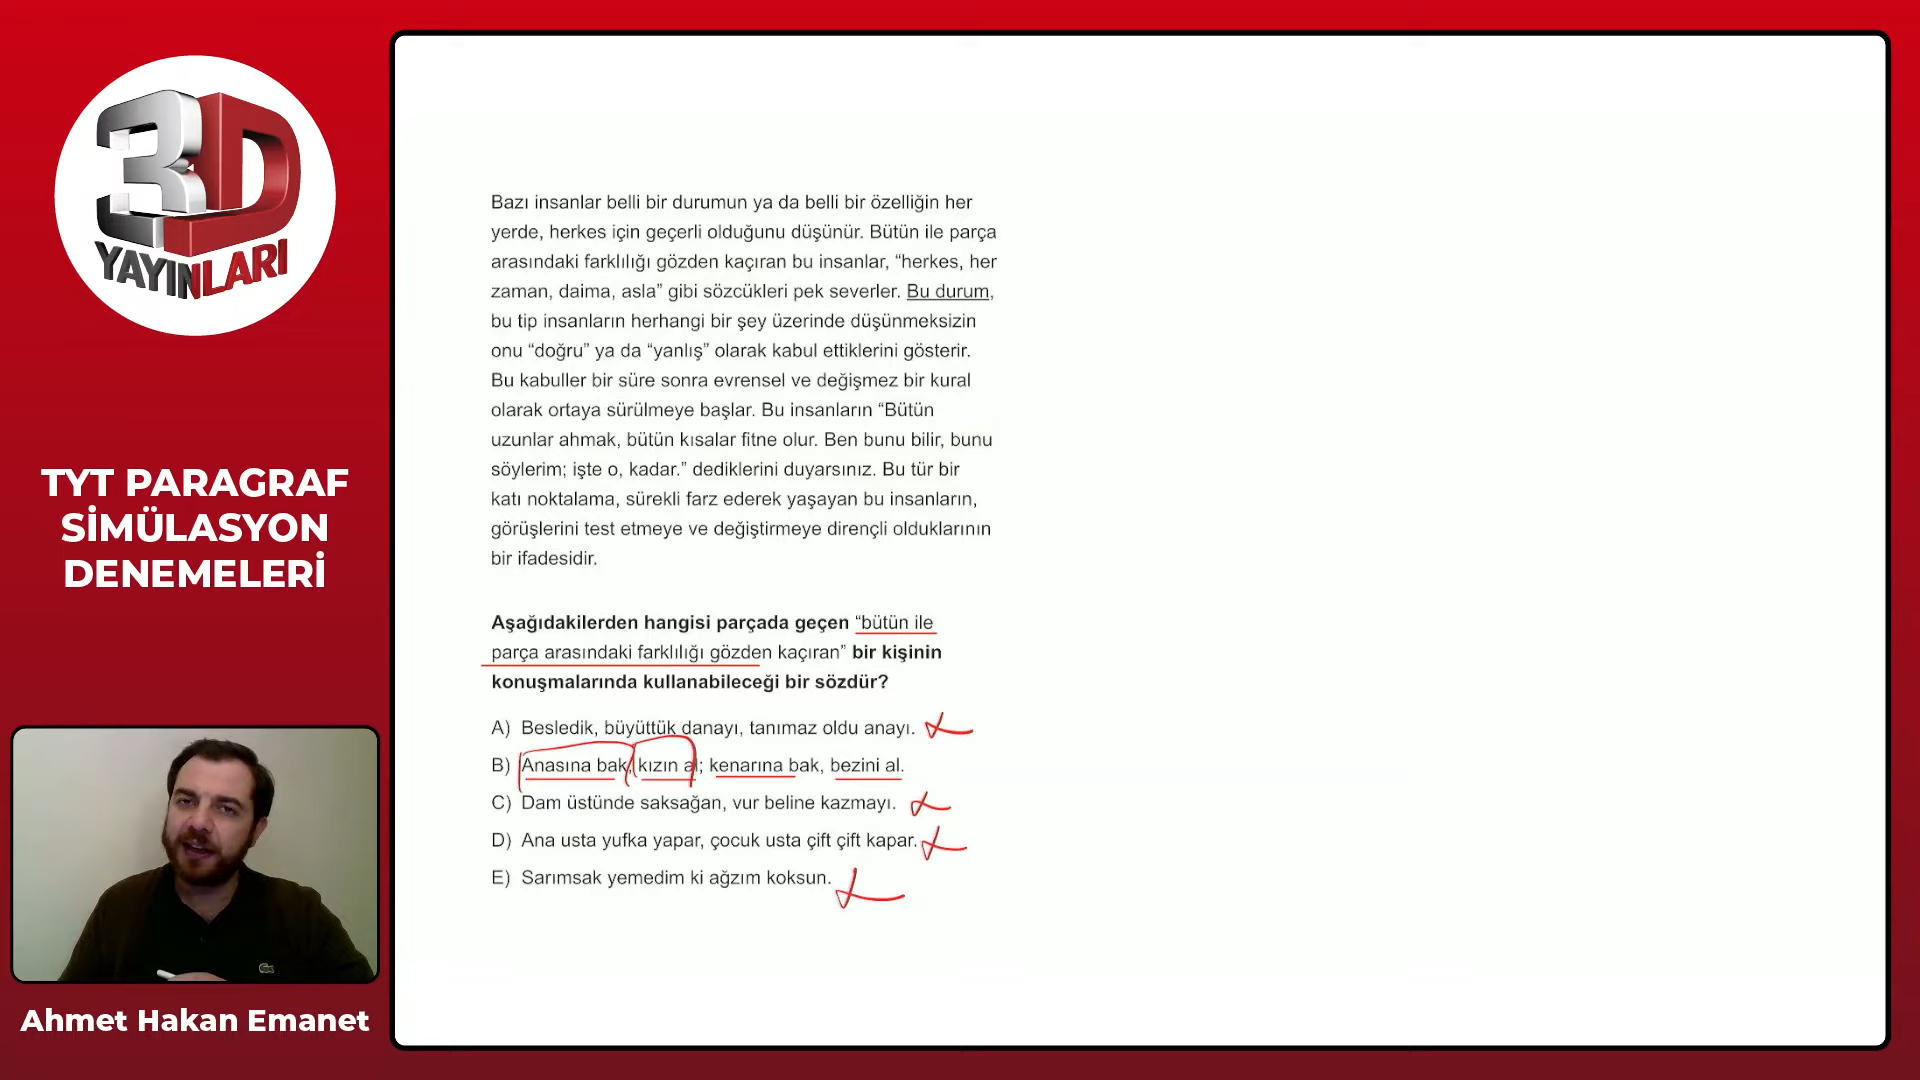 3D
YAYINLARI
TYT PARAGRAF
SİMÜLASYON
DENEMELERİ
Ahmet Hakan Emanet
Bazı insanlar belli bir durumun ya da belli bir özelliğin her
yerde, herkes için geçerli olduğunu düşünür. Bütün ile parça
arasındaki farklılığı gözden kaçıran bu insanlar, “herkes, her
zaman, daima, asla” gibi sözcükleri pek severler. Bu durum,
bu tip insanların herhangi bir şey üzerinde düşünmeksizin
onu “doğru” ya da “yanlış” olarak kabul ettiklerini gösterir.
Bu kabuller bir süre sonra evrensel ve değişmez bir kural
olarak ortaya sürülmeye başlar. Bu insanların “Bütün
uzunlar ahmak, bütün kısalar fitne olur. Ben bunu bilir, bunu
söylerim; işte o, kadar.” dediklerini duyarsınız. Bu tür bir
katı noktalama, sürekli farz ederek yaşayan bu insanların,
görüşlerini test etmeye ve değiştirmeye dirençli olduklarının
bir ifadesidir.
Aşağıdakilerden hangisi parçada geçen “bütün ile
parça arasındaki farklılığı gözden kaçıran” bir kişinin
konuşmalarında kullanabileceği bir sözdür?
A) Besledik, büyüttük danayı, tanımaz oldu anayı.
B) Anasına bak, kızın al; kenarına bak, bezini al.
C) Dam üstünde saksağan, vur beline kazmayı.
D) Ana usta yufka yapar, çocuk usta çift çift kapar.
E) Sarımsak yemedim ki ağzım koksun.